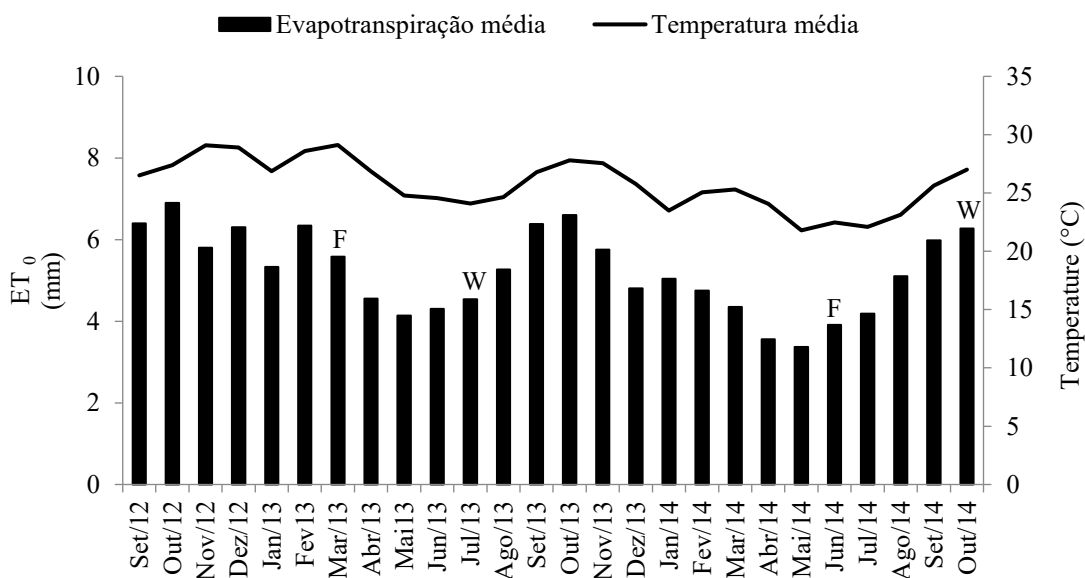 Evapotranspiração média
Temperatura média
10
8
6
4
2
0
ET 0
(mm)
35
30
25
20
15
10
5
0
Temperature (°C)
F
W
F
W
Set/12
Out/12
Nov/12
Dez/12
Jan/13
Fev13
Mar/13
Abr/13
Mai13
Jun/13
Jul/13
Ago/13
Set/13
Out/13
Nov/13
Dez/13
Jan/14
Fev/14
Mar/14
Abr/14
Mai/14
Jun/14
Jul/14
Ago/14
Set/14
Out/14